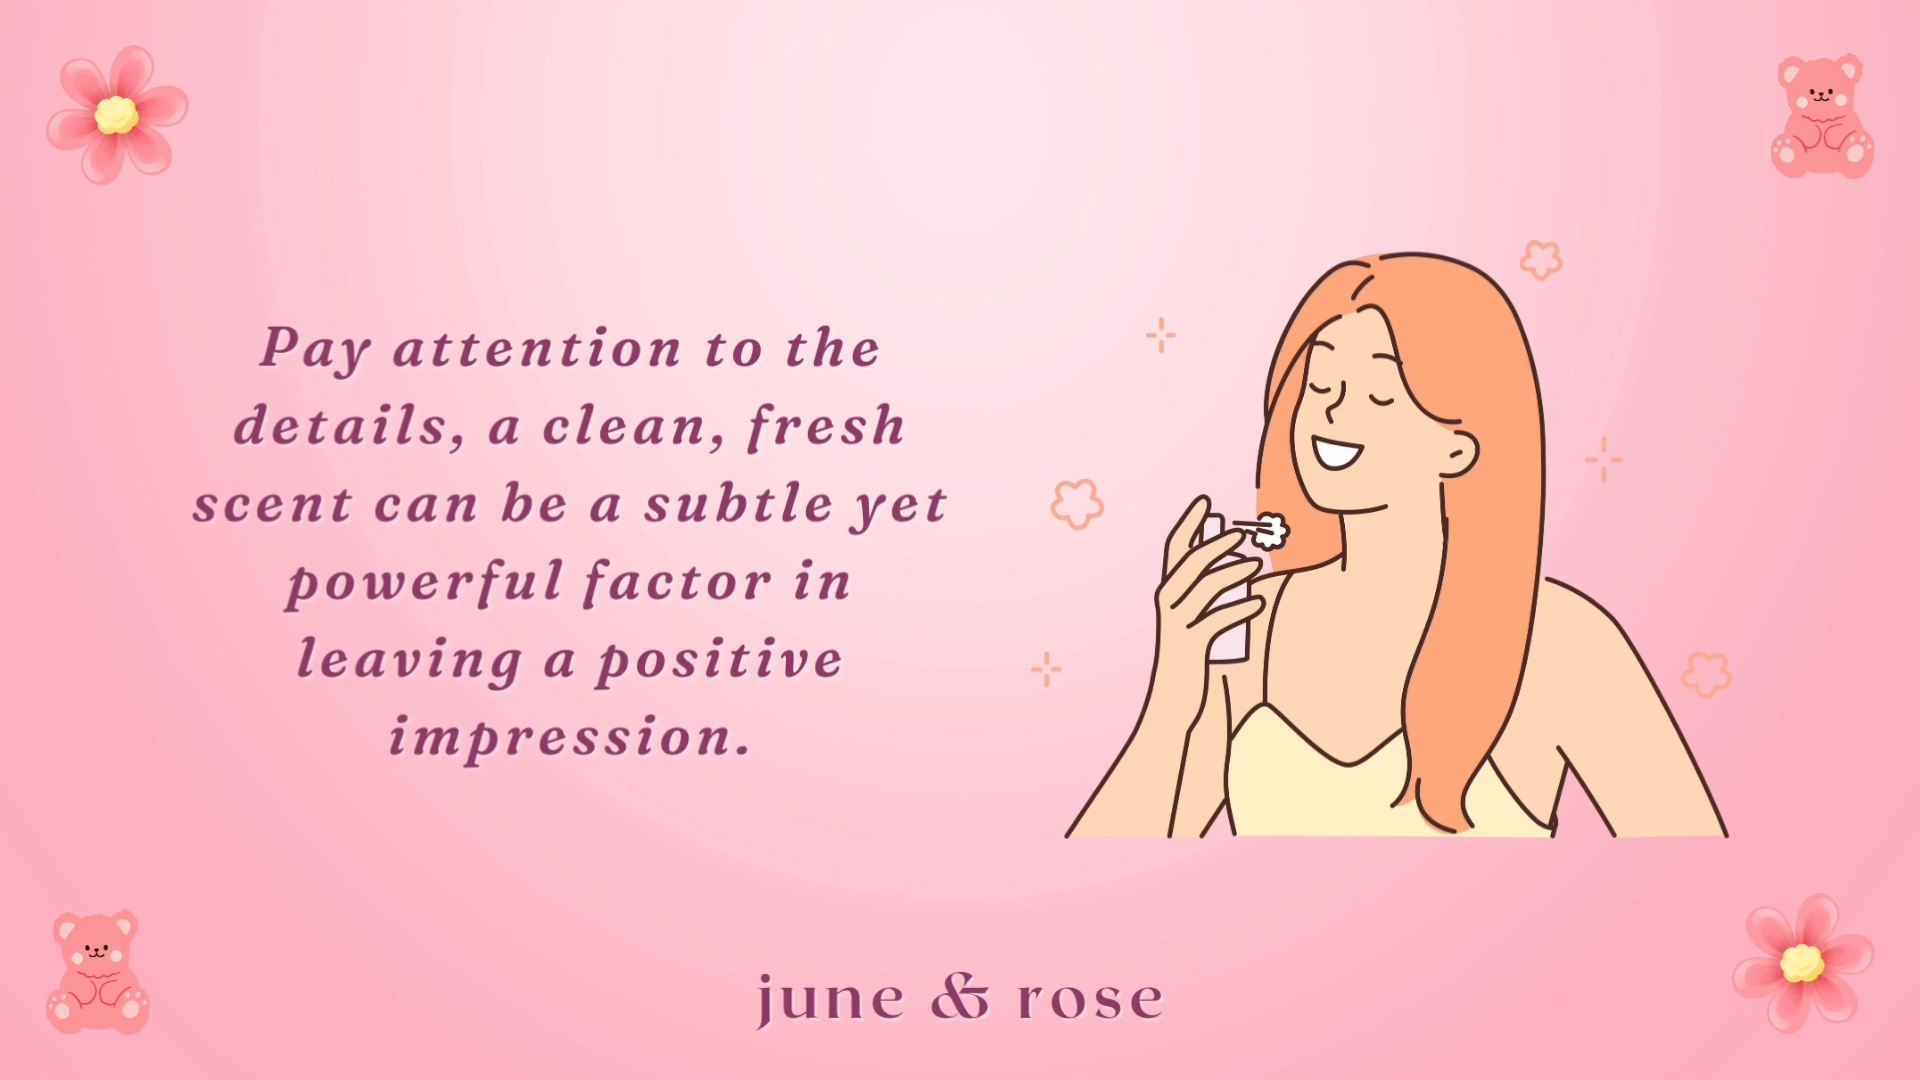 Pay attention to the
details, a clean, fresh
scent can be a subtle yet
powerful factor in
leaving a positive
impression.
june & rose